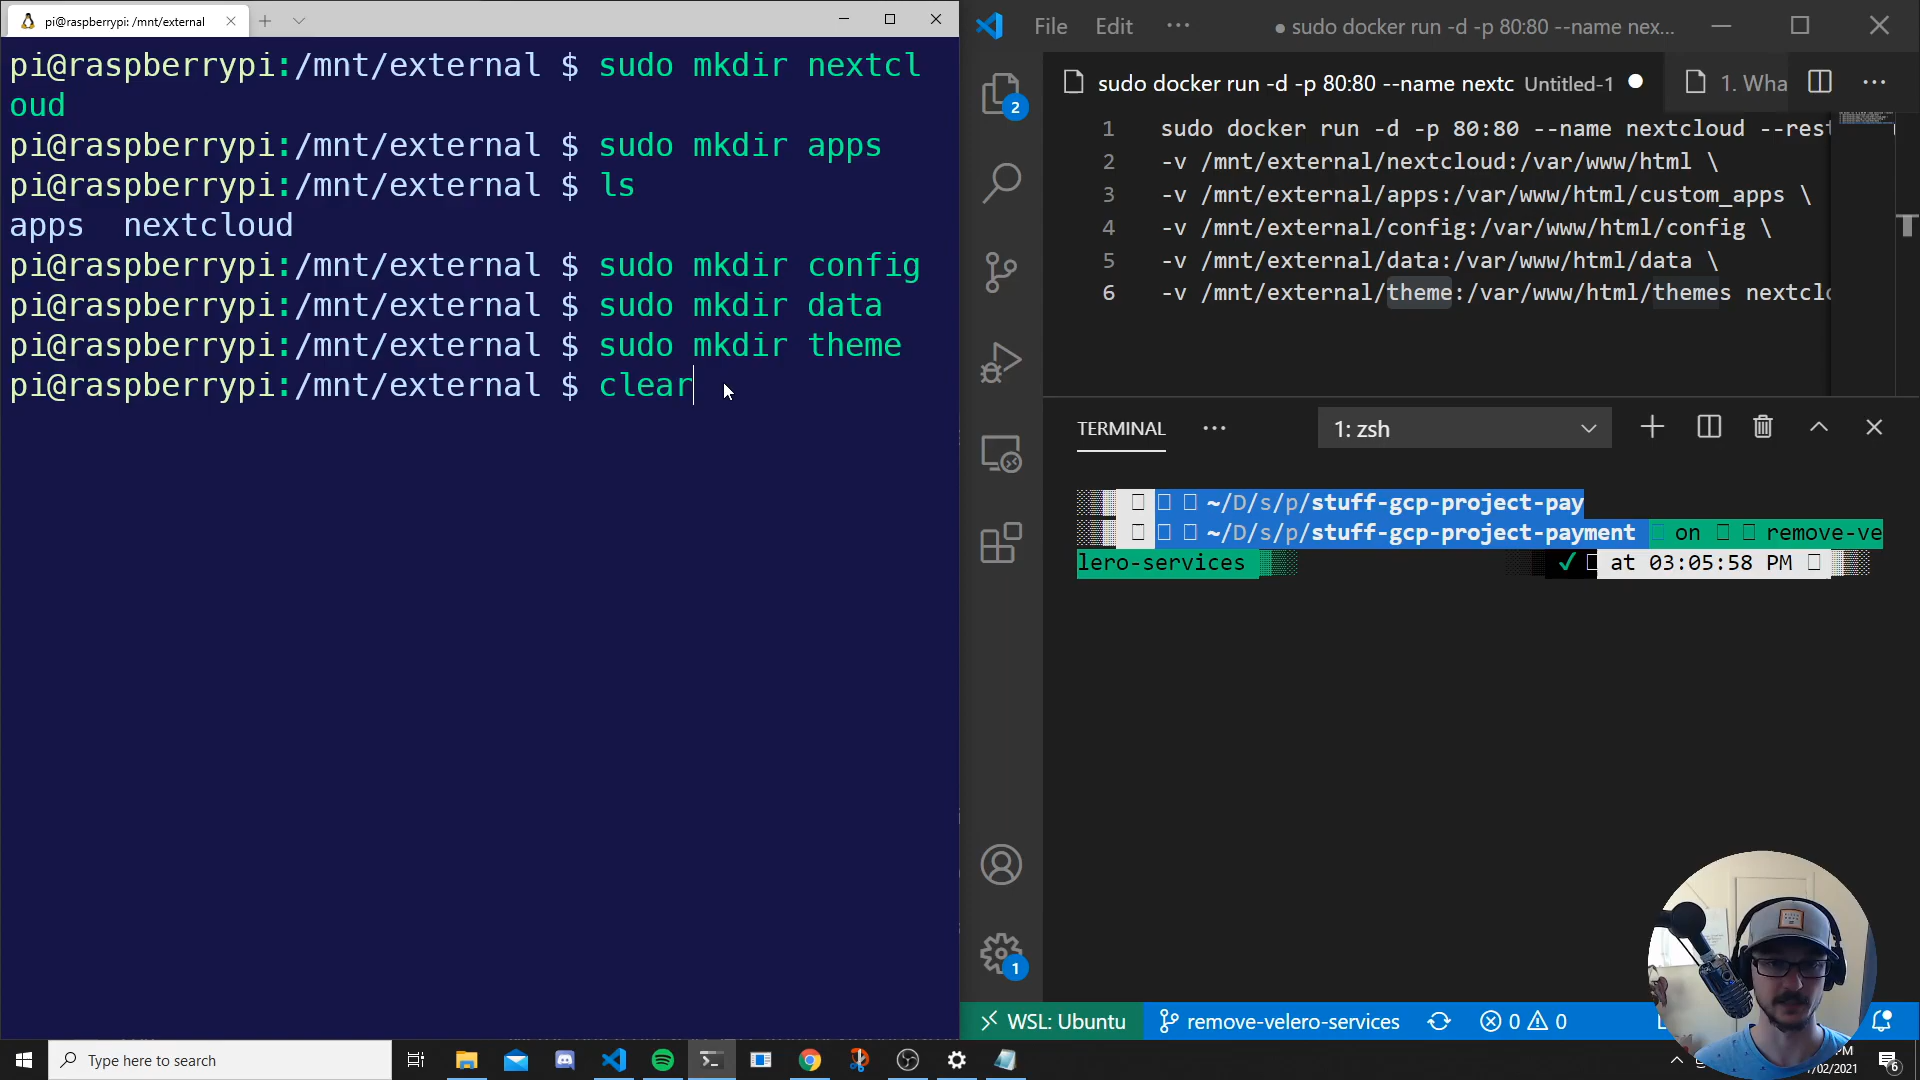 pi@raspberrypi: /mnt/external
pi@raspberrypi:/mnt/external $ sudo mkdir nextcl
oud
pi@raspberrypi:/mnt/external $ sudo mkdir apps
pi@raspberrypi:/mnt/external $ ls
apps nextcloud
pi@raspberrypi:/mnt/external $ sudo mkdir config
pi@raspberrypi:/mnt/external $ sudo mkdir data
pi@raspberrypi:/mnt/external $ sudo mkdir theme
pi@raspberrypi:/mnt/external $ clear
File Edit ··· ● sudo docker run -d -p 80:80 --name nex...
sudo docker run -d -p 80:80 --name nextc Untitled-1 ● 1. Wha
1 sudo docker run -d -p 80:80 --name nextcloud --rest
2 -v /mnt/external/nextcloud:/var/www/html \
3 -v /mnt/external/apps:/var/www/html/custom_apps \
4 -v /mnt/external/config:/var/www/html/config \
5 -v /mnt/external/data:/var/www/html/data \
6 -v /mnt/external/theme:/var/www/html/themes nextclo
2
TERMINAL ··· 1: zsh
~/D/s/p/stuff-gcp-project-pay
~/D/s/p/stuff-gcp-project-payment on remove-ve
lero-services ✓ at 03:05:58 PM
1
WSL: Ubuntu remove-velero-services 0 0
Type here to search
/02/2021
6